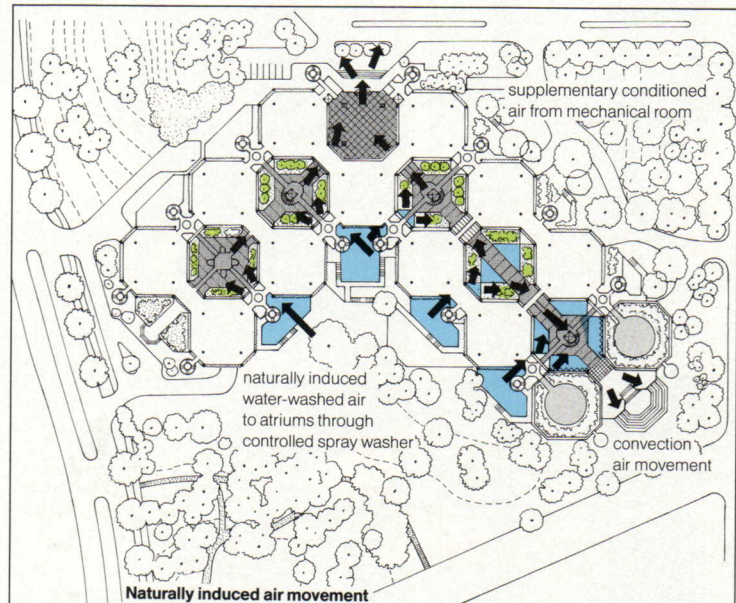 supplementary conditioned
air from mechanical room
naturally induced
water-washed air
to atriums through
controlled spray washer
convection
air movement
Naturally induced air movement